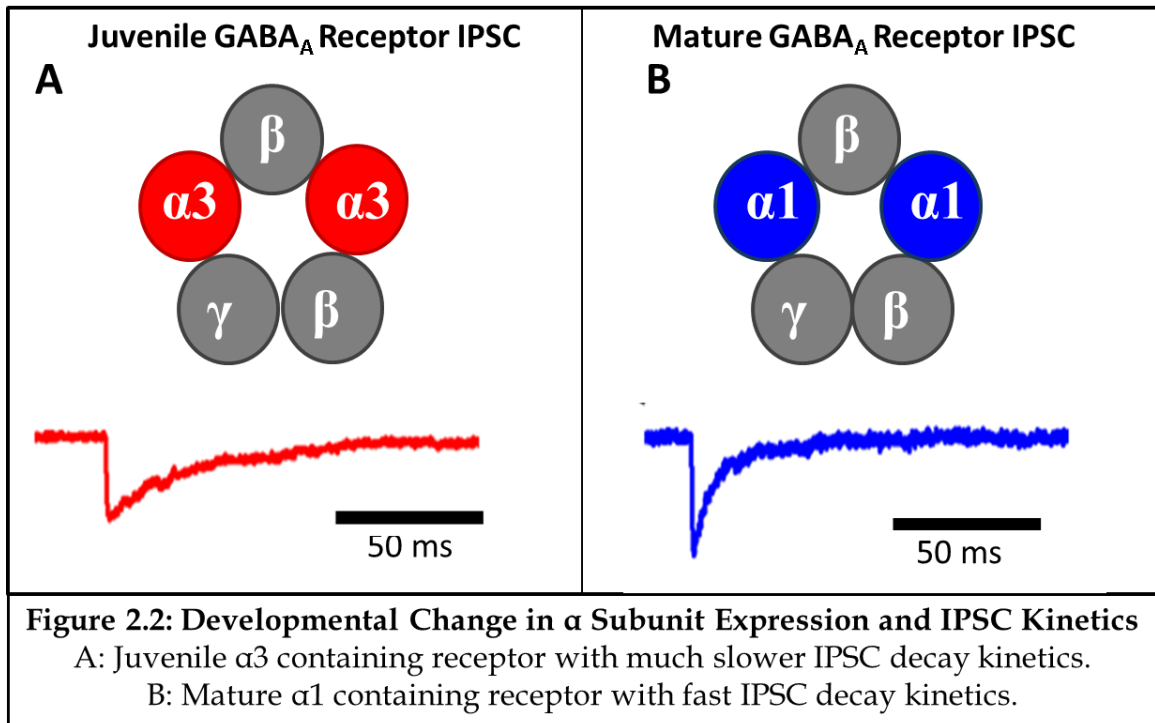 Juvenile GABAA Receptor IPSC
A
β
α3
α3
γ
β
50 ms
Mature GABAA Receptor IPSC
B
β
α1
α1
γ
β
50 ms
Figure 2.2: Developmental Change in α Subunit Expression and IPSC Kinetics
A: Juvenile α3 containing receptor with much slower IPSC decay kinetics.
B: Mature α1 containing receptor with fast IPSC decay kinetics.